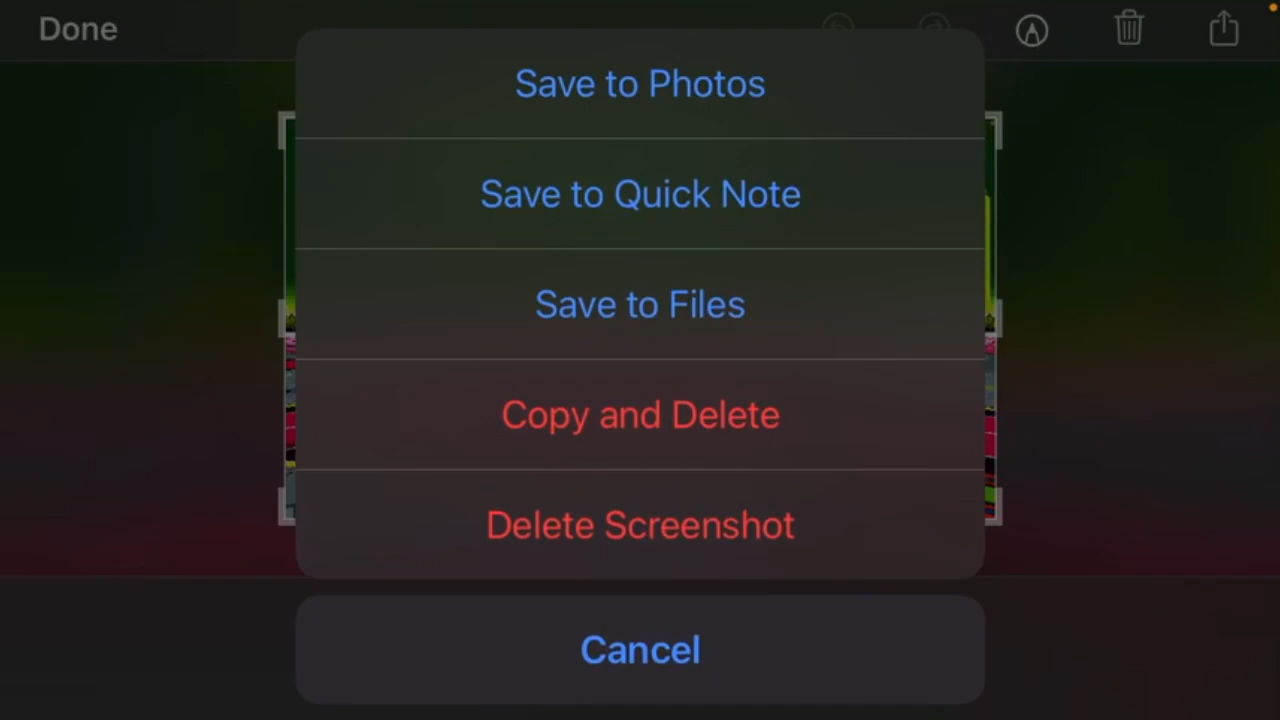 Done
Save to Photos
Save to Quick Note
Save to Files
Copy and Delete
Delete Screenshot
Cancel